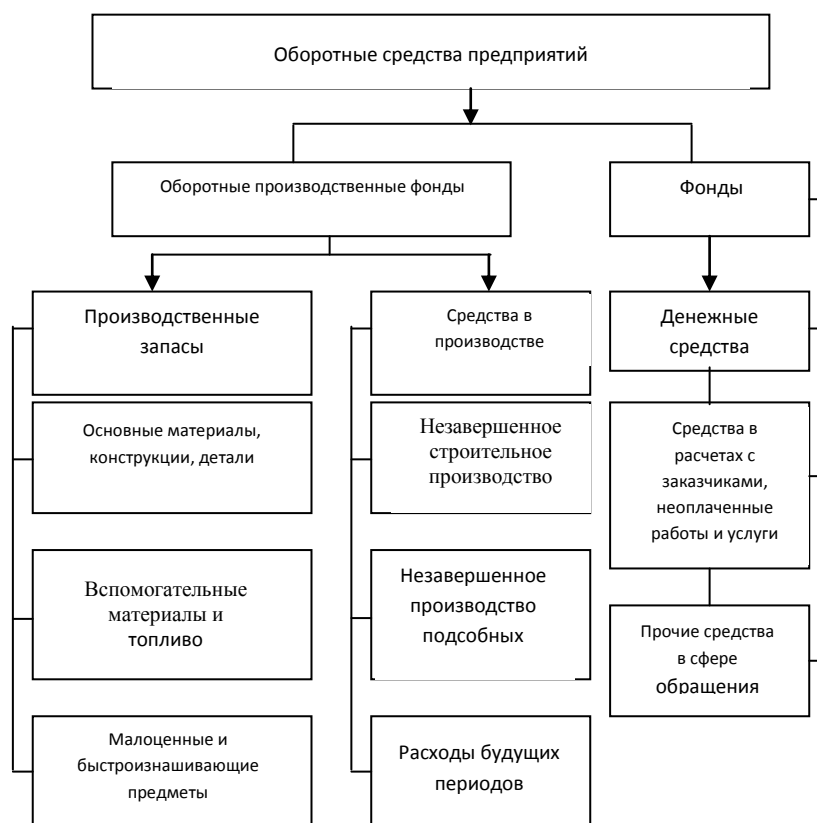 Оборотные средства предприятий
Оборотные производственные фонды
Фонды
Производственные
запасы
Средства в
производстве
Денежные
средства
Основные материалы,
конструкции, детали
Незавершенное
строительное
производство
Средства в
расчетах с
заказчиками,
неоплаченные
работы и услуги
Вспомогательные
материалы и
топливо
Незавершенное
производство
подсобных
Прочие средства
в сфере
обращения
Малоценные и
быстроизнашивающие
предметы
Расходы будущих
периодов